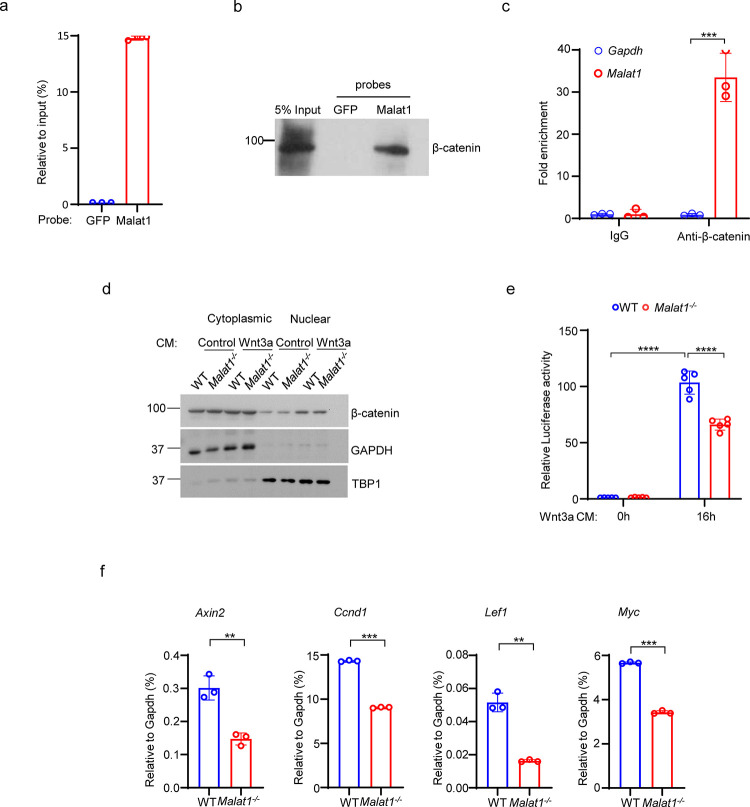 a
Relative to input (%)
15
10
5
0
Probe: GFP Malat1
b
probes
5% Input GFP Malat1
100
β-catenin
c
Gapdh
Malat1
***
Fold enrichment
40
30
20
10
0
IgG Anti-β-catenin
d
Cytoplasmic Nuclear
CM: Control Wnt3a Control Wnt3a
WT Malat1-/- WT Malat1-/- WT Malat1-/- WT Malat1-/-
100 β-catenin
37 GAPDH
37 TBP1
e
WT Malat1-/-
Relative Luciferase activity
150
100
50
0
**** ****
Wnt3a CM: 0h 16h
f
Axin2
Relative to Gapdh (%)
0.4
0.3
0.2
0.1
0.0
**
WT Malat1-/-
Ccnd1
Relative to Gapdh (%)
15
10
5
0
***
WT Malat1-/-
Lef1
Relative to Gapdh (%)
0.08
0.06
0.04
0.02
0.00
**
WT Malat1-/-
Myc
Relative to Gapdh (%)
6
4
2
0
***
WT Malat1-/-